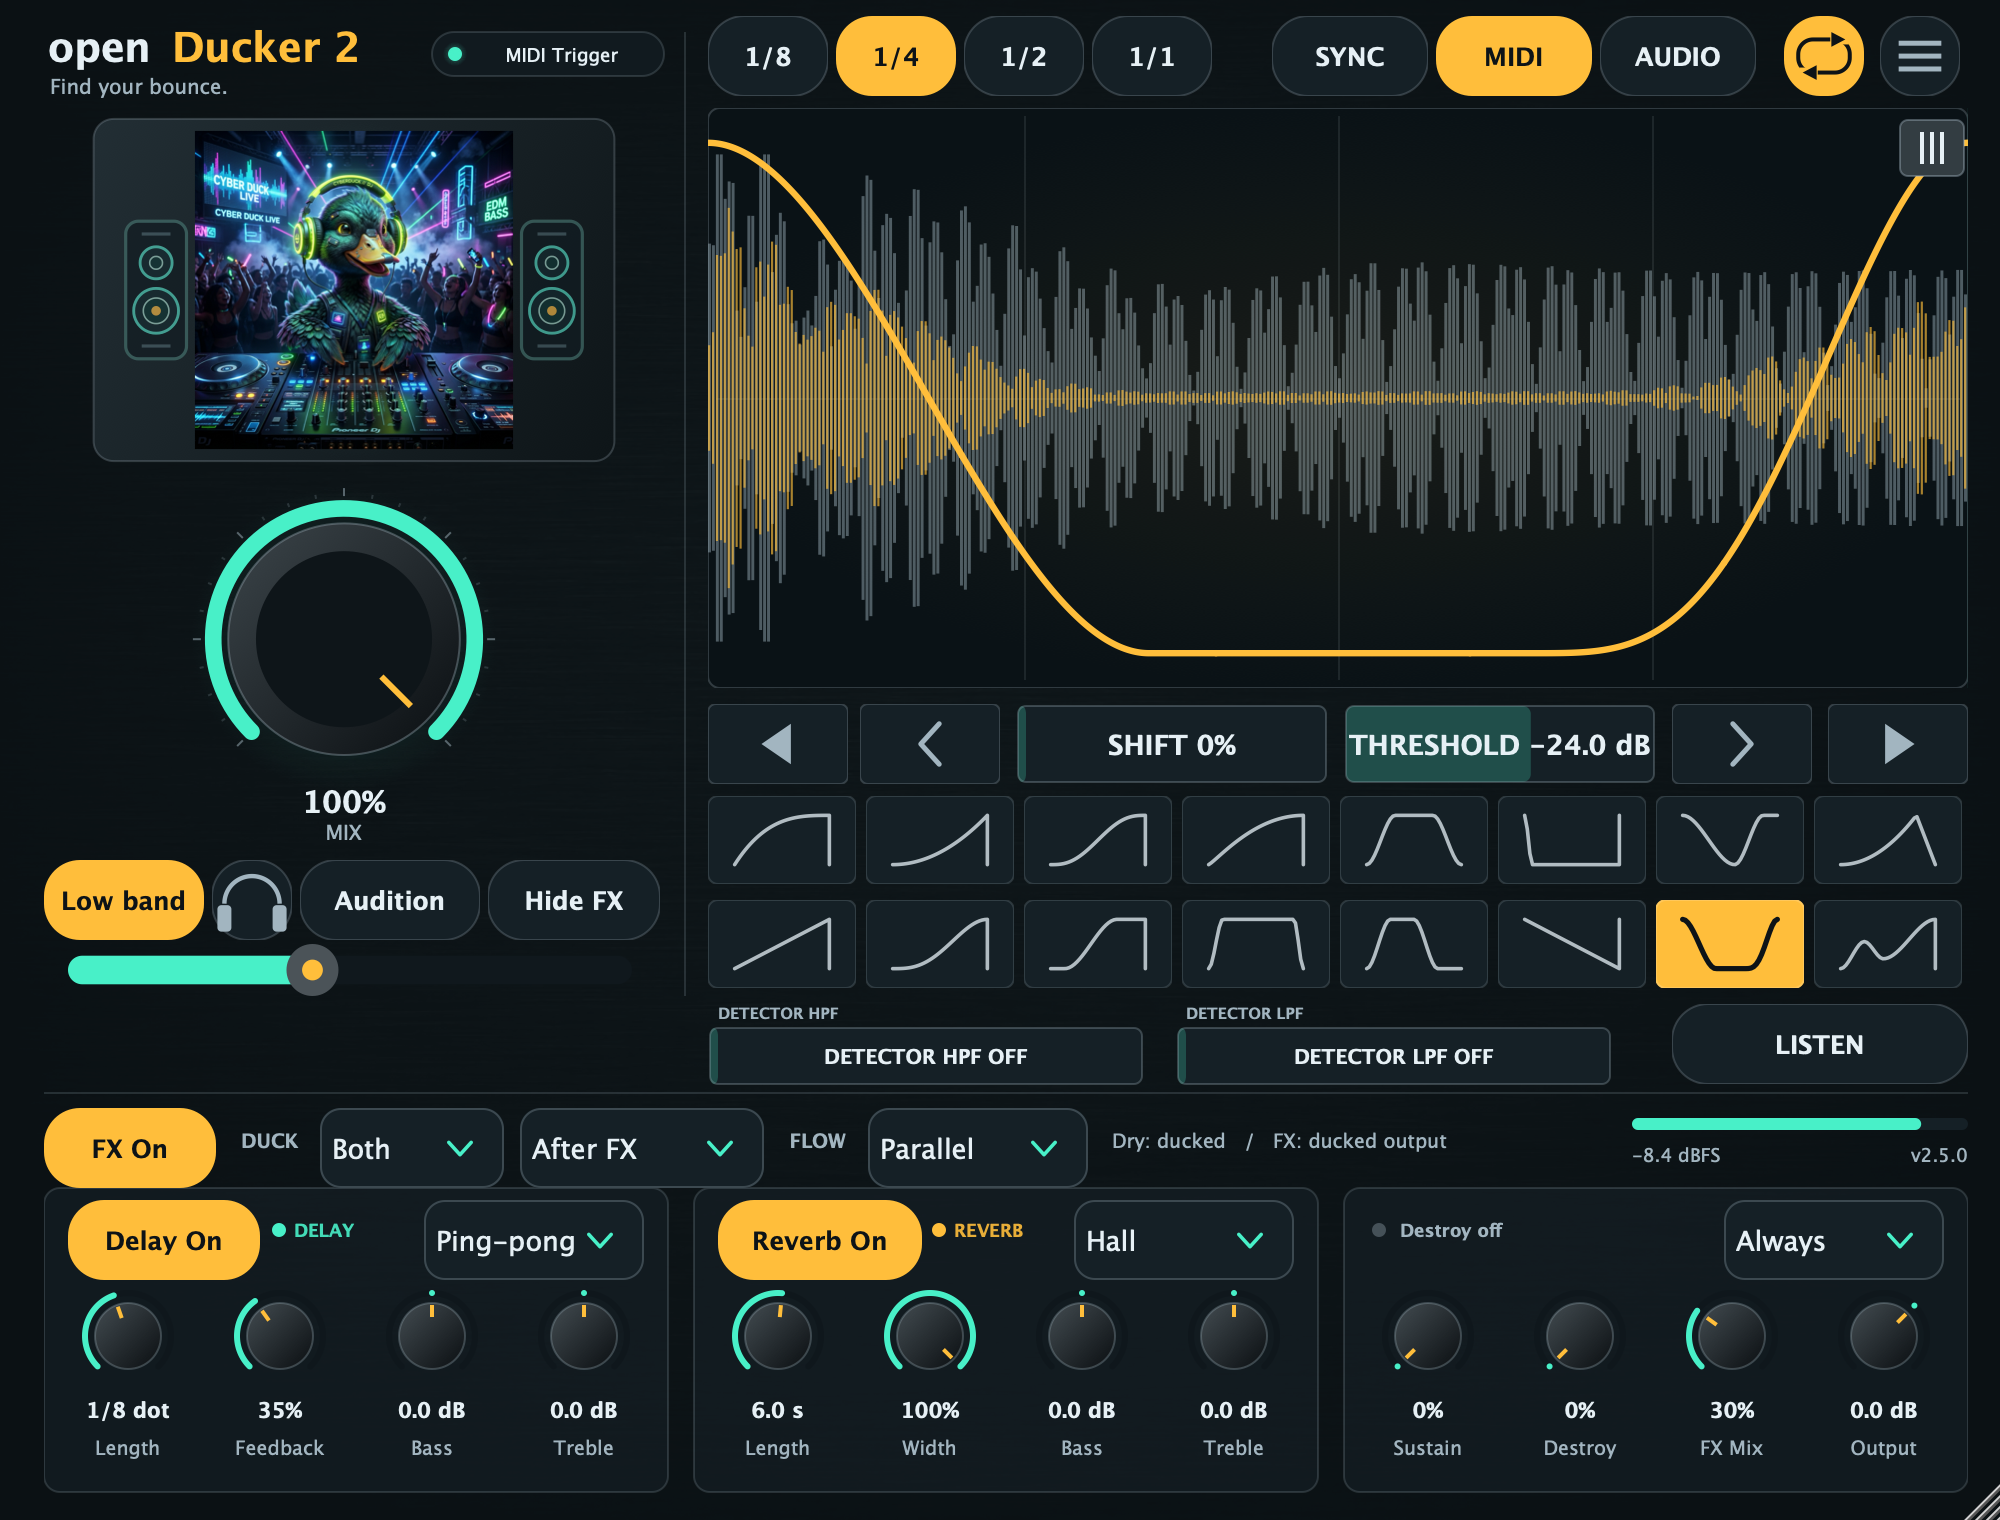 open Ducker 2
Find your bounce.
MIDI Trigger
1/8
1/4
1/2
1/1
SYNC
MIDI
AUDIO
CYBER DUCK
LIVE
CYBER DUCK LIVE
EDM
BASS
Pioneer Dj
100%
MIX
SHIFT 0%
THRESHOLD -24.0 dB
Low band
Audition
Hide FX
DETECTOR HPF
DETECTOR HPF OFF
DETECTOR LPF
DETECTOR LPF OFF
LISTEN
FX On
DUCK
Both
After FX
FLOW
Parallel
Dry: ducked / FX: ducked output
-8.4 dBFS
v2.5.0
Delay On
DELAY
Ping-pong
1/8 dot
35%
0.0 dB
0.0 dB
Length
Feedback
Bass
Treble
Reverb On
REVERB
Hall
6.0 s
100%
0.0 dB
0.0 dB
Length
Width
Bass
Treble
Destroy off
Always
0%
0%
30%
0.0 dB
Sustain
Destroy
FX Mix
Output